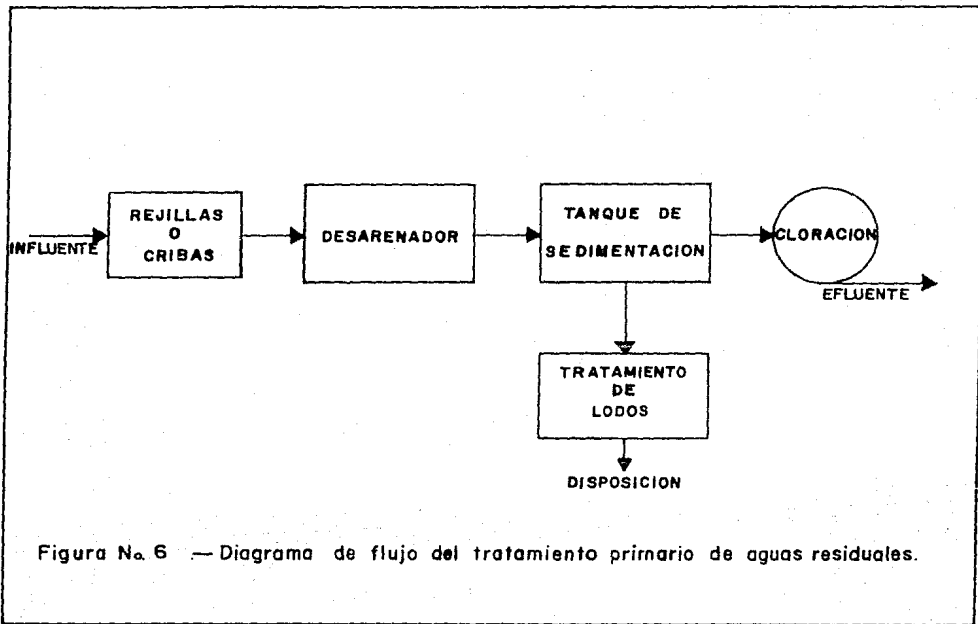 INFLUENTE
REJILLAS
O
CRIBAS
DESARENADOR
TANQUE DE
SEDIMENTACION
CLORACION
EFLUENTE
TRATAMIENTO
DE
LODOS
DISPOSICION
Figura No. 6 .— Diagrama de flujo del tratamiento primario de aguas residuales.